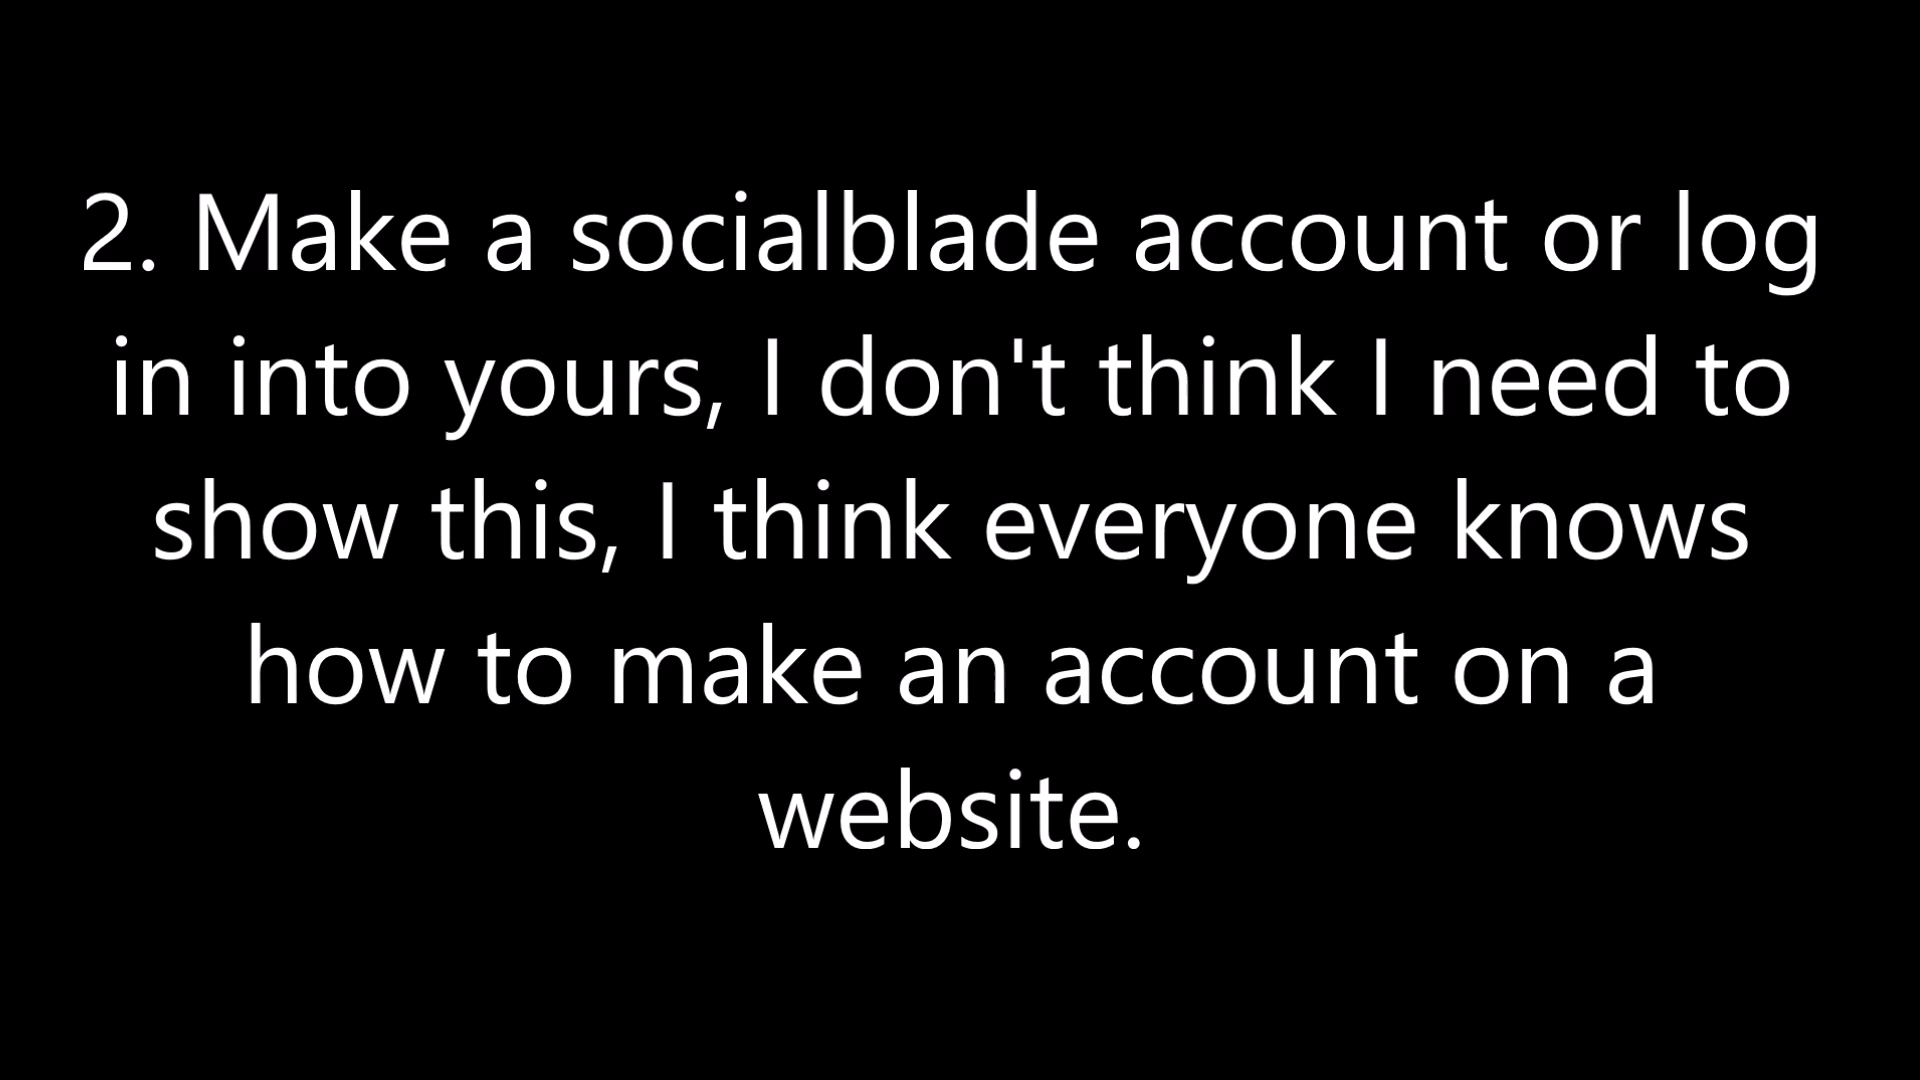 2. Make a socialblade account or log
in into yours, I don't think I need to
show this, I think everyone knows
how to make an account on a
website.